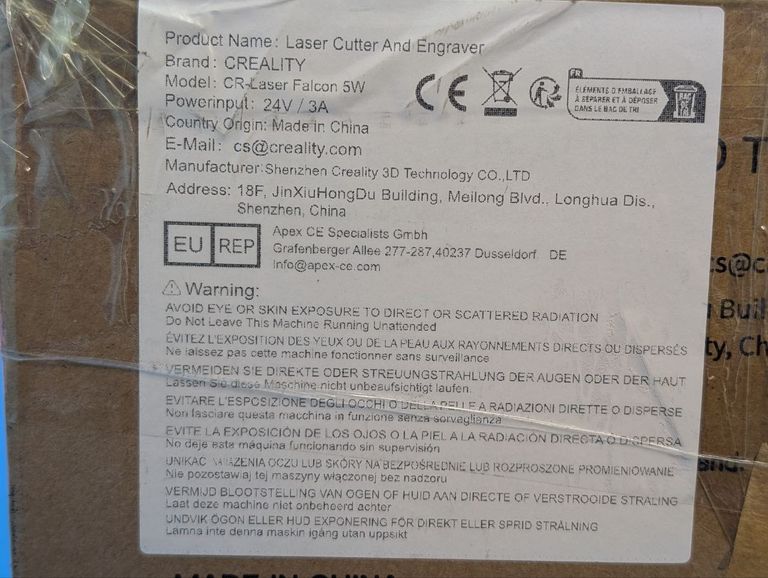 Product Name: Laser Cutter And Engraver
Brand: CREALITY
Model: CR-Laser Falcon 5W
Powerinput: 24V / 3A
Country Origin: Made in China
E-Mail: cs@creality.com
Manufacturer:Shenzhen Creality 3D Technology CO.,LTD
Address: 18F, JinXiuHongDu Building, Meilong Blvd., Longhua Dis.,
Shenzhen, China
CE
FR
ÉLÉMENTS D'EMBALLAGE
À SÉPARER ET À DÉPOSER
DANS LE BAC DE TRI
EU REP
Apex CE Specialists Gmbh
Grafenberger Allee 277-287,40237 Dusseldorf DE
Info@apex-ce.com
Warning:
AVOID EYE OR SKIN EXPOSURE TO DIRECT OR SCATTERED RADIATION
Do Not Leave This Machine Running Unattended
ÉVITEZ L'EXPOSITION DES YEUX OU DE LA PEAU AUX RAYONNEMENTS DIRECTS OU DISPERSÉS
Ne laissez pas cette machine fonctionner sans surveillance
VERMEIDEN SIE DIREKTE ODER STREUUNGSTRAHLUNG DER AUGEN ODER DER HAUT
Lassen Sie diese Maschine nicht unbeaufsichtigt laufen.
EVITARE L'ESPOSIZIONE DEGLI OCCHI O DELLA PELLE A RADIAZIONI DIRETTE O DISPERSE
Non lasciare questa macchina in funzione senza sorveglianza
EVITE LA EXPOSICIÓN DE LOS OJOS O LA PIEL A LA RADIACIÓN DIRECTA O DISPERSA
No deje esta máquina funcionando sin supervisión
UNIKAĆ OCZU LUB SKÓRY NA BEZPOŚREDNIE LUB ROZPROSZONE PROMIENIOWANIE
Nie pozostawiaj tej maszyny włączonej bez nadzoru
VERMIJD BLOOTSTELLING VAN OGEN OF HUID AAN DIRECTE OF VERSTROOIDE STRALING
Laat deze machine niet onbeheerd achter
UNDVIK ÖGON ELLER HUD EXPONERING FÖR DIREKT ELLER SPRID STRÅLNING
Lämna inte denna maskin igång utan uppsikt
MADE IN CHINA